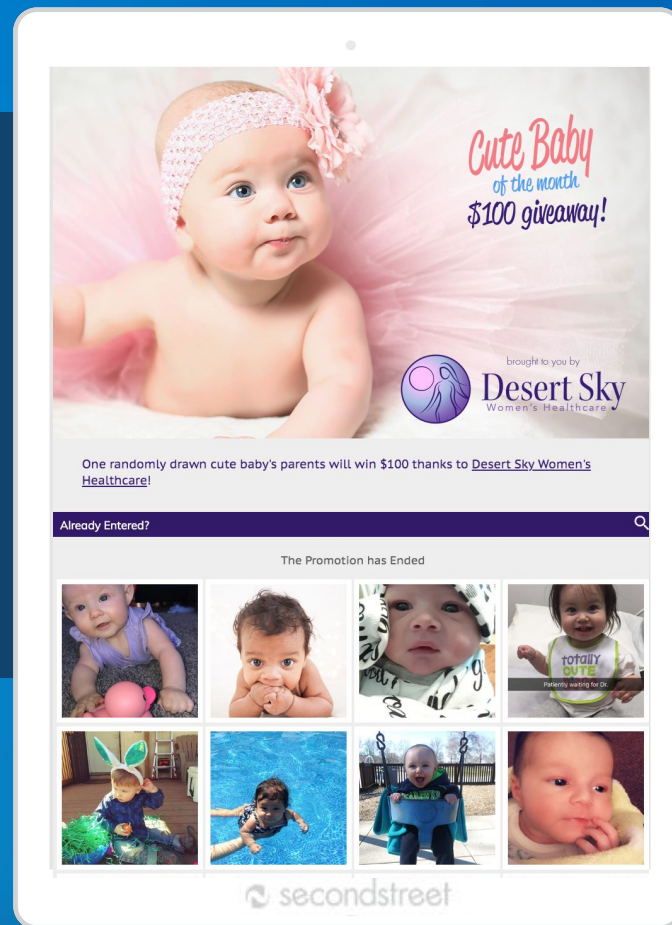 Cute Baby
of the month
$100 giveaway!
brought to you by
Desert Sky
Women's Healthcare
One randomly drawn cute baby's parents will win $100 thanks to Desert Sky Women's
Healthcare!
Already Entered?
The Promotion has Ended
totally
CUTE
Patiently waiting for Dr.
secondstreet